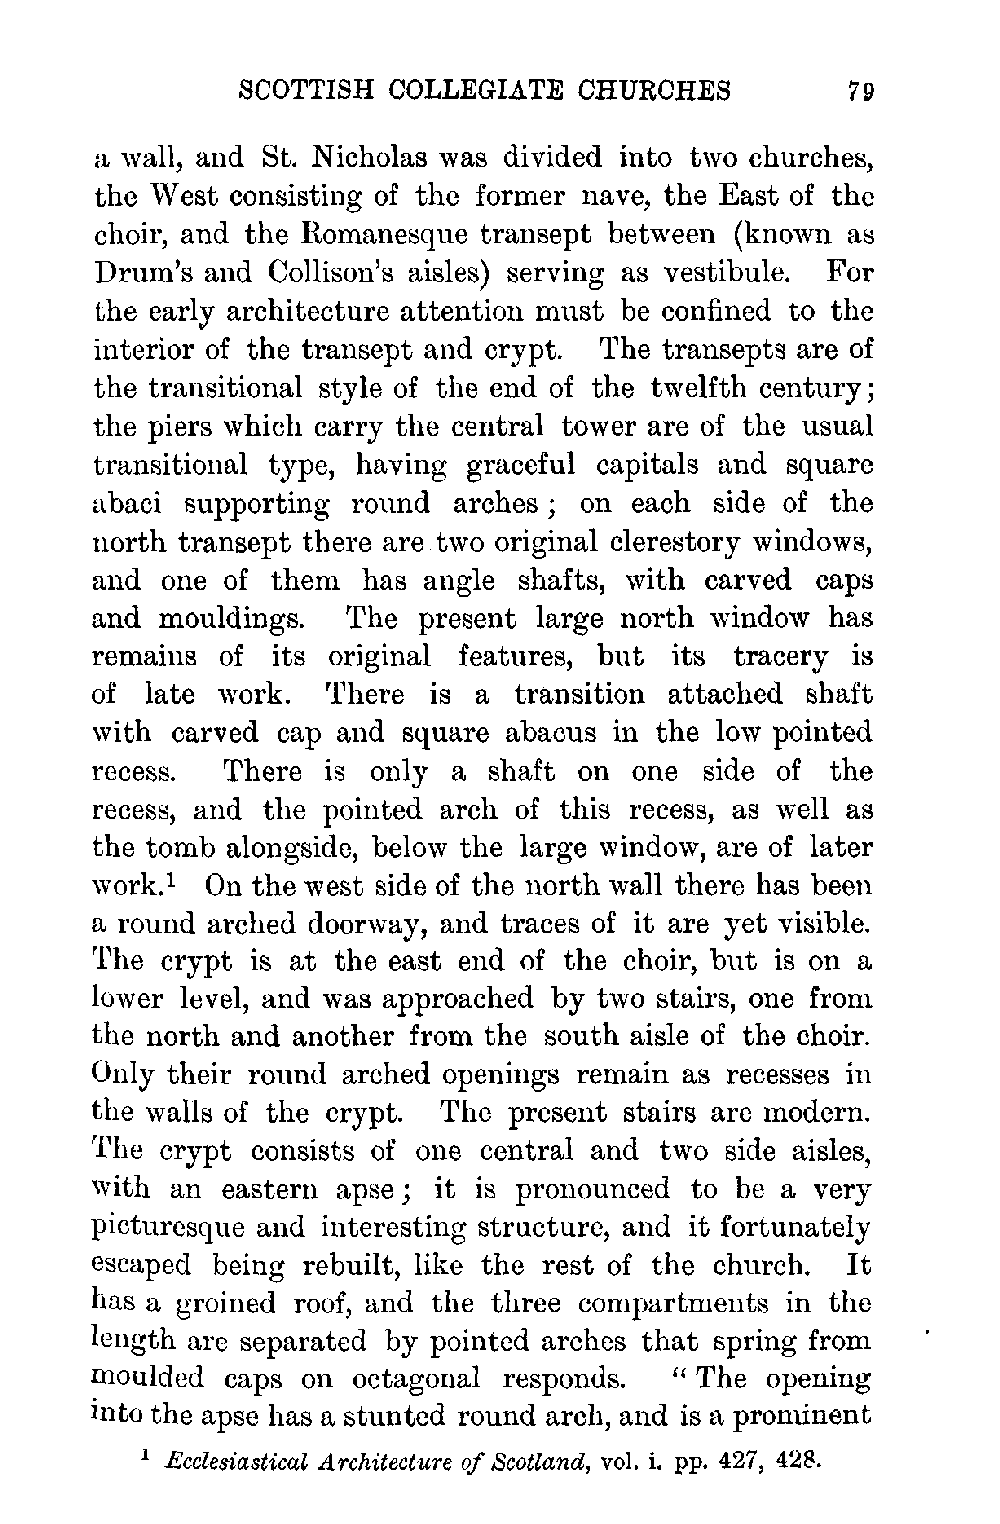 SCOTTISH COLLEGIATE CHURCHES 79
a wall, and St. Nicholas was divided into two churches,
the West consisting of the former nave, the East of the
choir, and the Romanesque transept between (known as
Drum's and Collison's aisles) serving as vestibule. For
the early architecture attention must be confined to the
interior of the transept and crypt. The transepts are of
the transitional style of the end of the twelfth century;
the piers which carry the central tower are of the usual
transitional type, having graceful capitals and square
abaci supporting round arches; on each side of the
north transept there are two original clerestory windows,
and one of them has angle shafts, with carved caps
and mouldings. The present large north window has
remains of its original features, but its tracery is
of late work. There is a transition attached shaft
with carved cap and square abacus in the low pointed
recess. There is only a shaft on one side of the
recess, and the pointed arch of this recess, as well as
the tomb alongside, below the large window, are of later
work.¹ On the west side of the north wall there has been
a round arched doorway, and traces of it are yet visible.
The crypt is at the east end of the choir, but is on a
lower level, and was approached by two stairs, one from
the north and another from the south aisle of the choir.
Only their round arched openings remain as recesses in
the walls of the crypt. The present stairs are modern.
The crypt consists of one central and two side aisles,
with an eastern apse; it is pronounced to be a very
picturesque and interesting structure, and it fortunately
escaped being rebuilt, like the rest of the church. It
has a groined roof, and the three compartments in the
length are separated by pointed arches that spring from
moulded caps on octagonal responds. "The opening
into the apse has a stunted round arch, and is a prominent
¹ Ecclesiastical Architecture of Scotland, vol. i. pp. 427, 428.